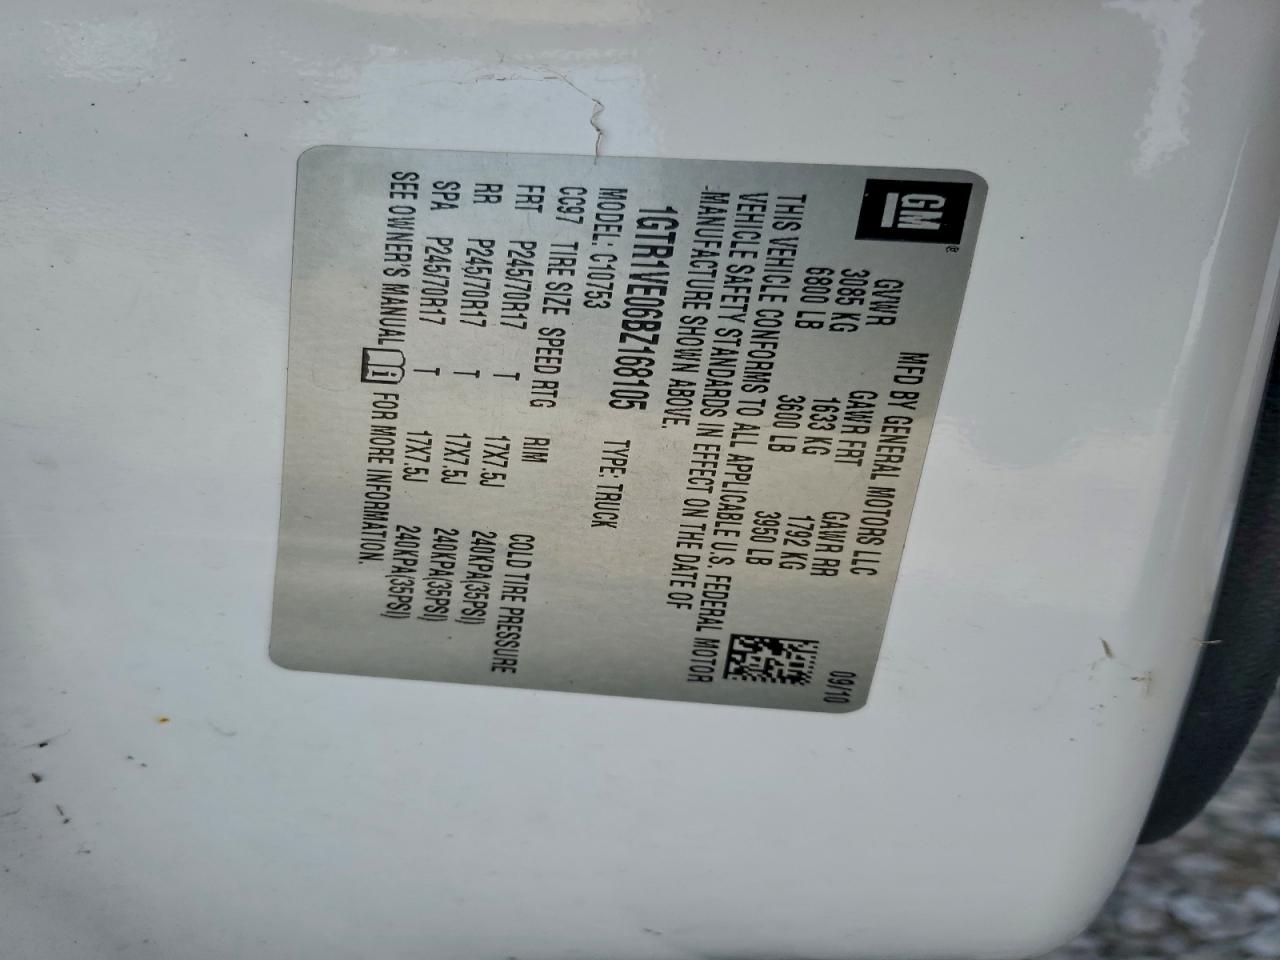 GM®
MFD BY GENERAL MOTORS LLC
09/10
GVWR GAWR FRT GAWR RR
3085 KG 1633 KG 1792 KG
6800 LB 3600 LB 3950 LB
THIS VEHICLE CONFORMS TO ALL APPLICABLE U.S. FEDERAL MOTOR
VEHICLE SAFETY STANDARDS IN EFFECT ON THE DATE OF
MANUFACTURE SHOWN ABOVE.
1GTR1VE06BZ168105 TYPE: TRUCK
MODEL: C10753
CC97 TIRE SIZE SPEED RTG RIM COLD TIRE PRESSURE
FRT P245/70R17 T 17X7.5J 240KPA(35PSI)
RR P245/70R17 T 17X7.5J 240KPA(35PSI)
SPA P245/70R17 T 17X7.5J 240KPA(35PSI)
SEE OWNER'S MANUAL FOR MORE INFORMATION.